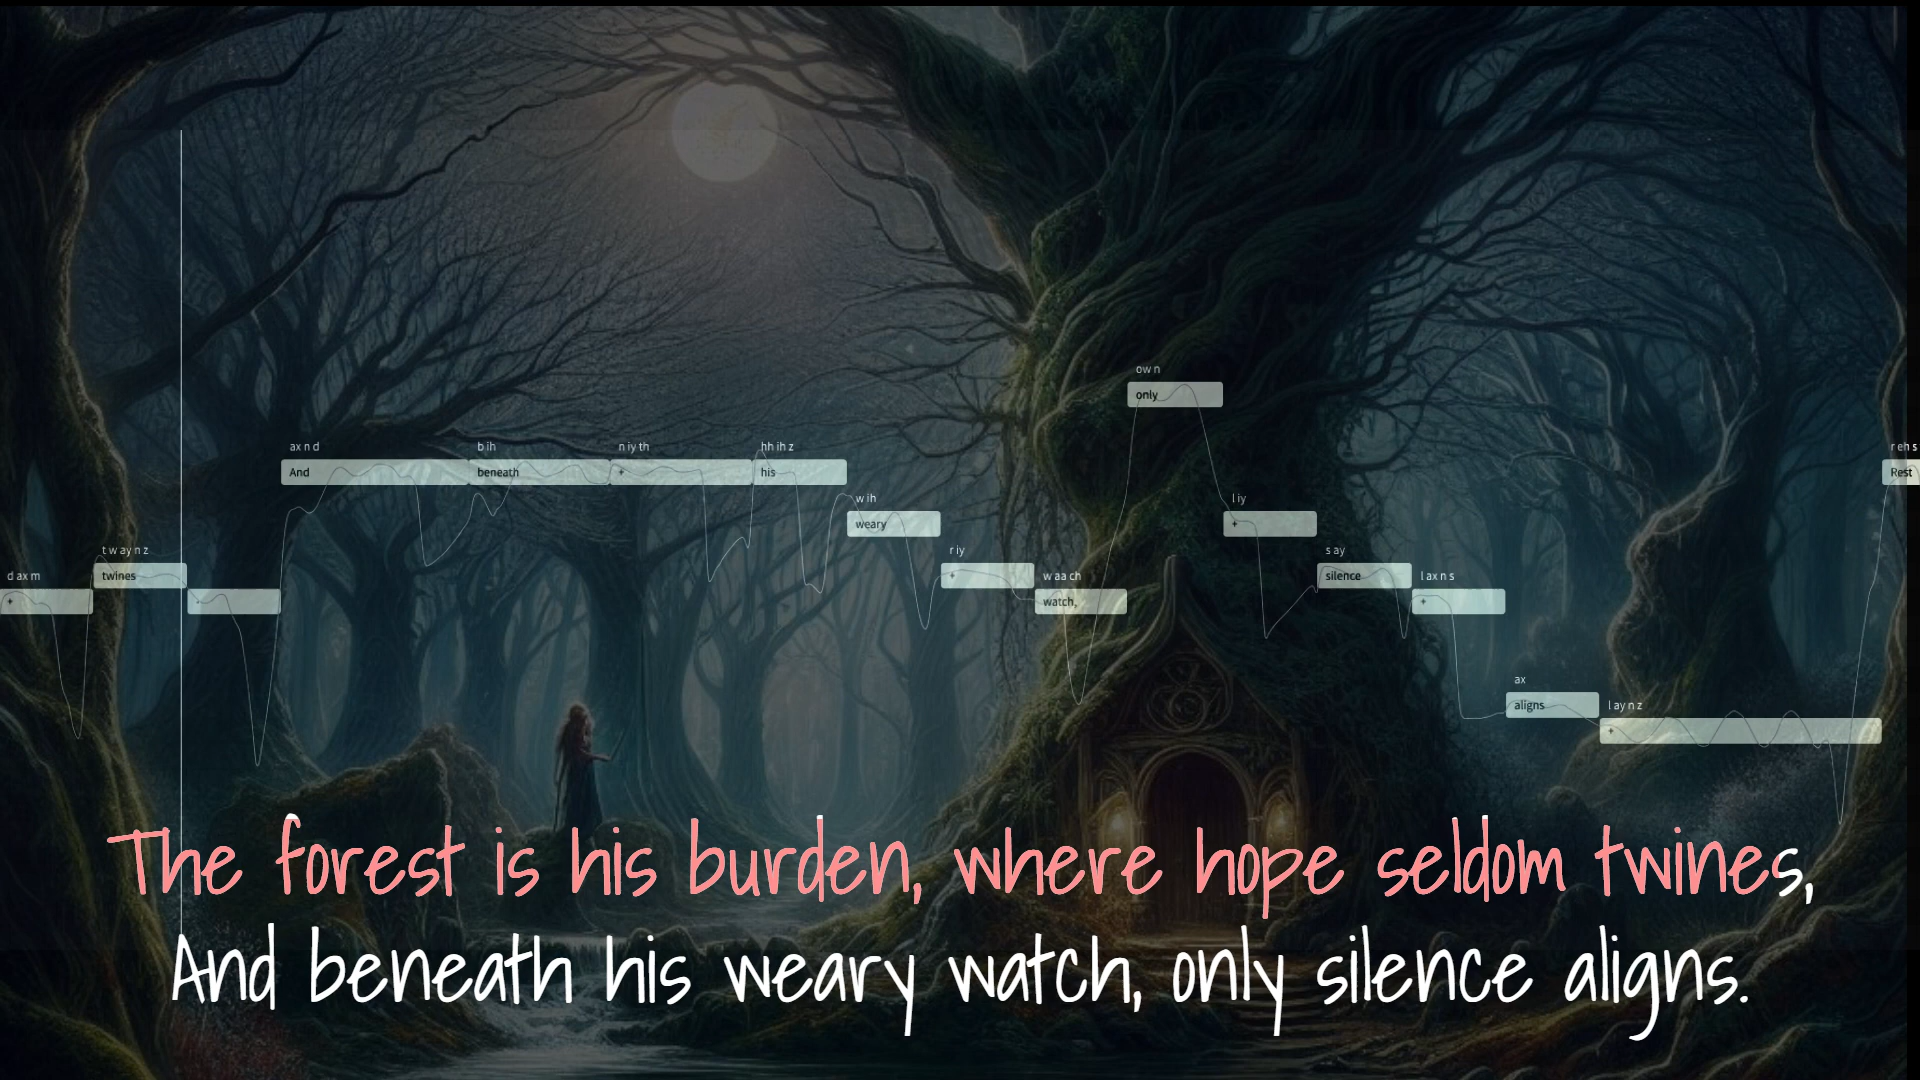 ow n
only
ax n d
b ih
n iy th
hh ih z
r eh s
And
beneath
+
his
Rest
w ih
l iy
weary
+
t w ay n z
r iy
s ay
d ax m
twines
+
w aa ch
silence
l ax n s
+
-
watch,
+
ax
aligns
l ay n z
+
The forest is his burden, where hope seldom twines,
And beneath his weary watch, only silence aligns.